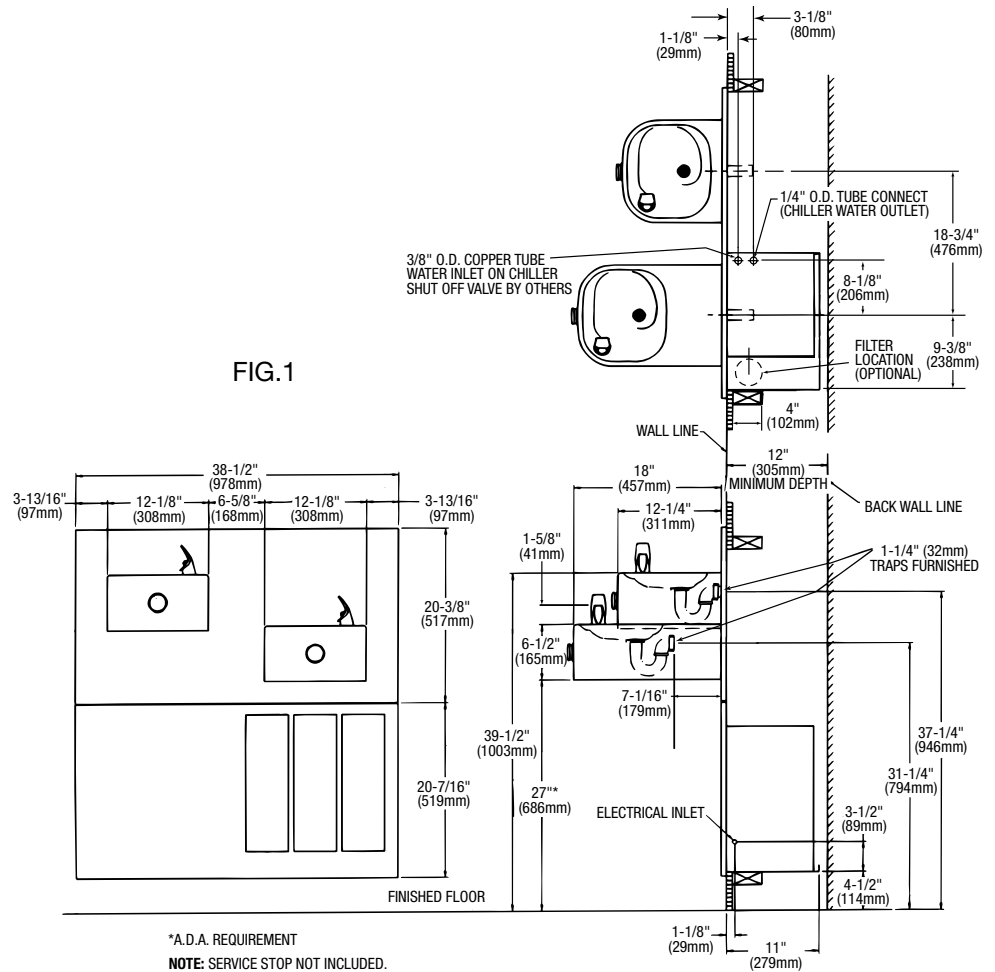 3-1/8"
(80mm)
1-1/8"
(29mm)
1/4" O.D. TUBE CONNECT
(CHILLER WATER OUTLET)
18-3/4"
(476mm)
3/8" O.D. COPPER TUBE
WATER INLET ON CHILLER
SHUT OFF VALVE BY OTHERS
8-1/8"
(206mm)
FILTER
LOCATION
(OPTIONAL)
9-3/8"
(238mm)
FIG.1
4"
(102mm)
WALL LINE
12"
(305mm)
MINIMUM DEPTH
BACK WALL LINE
38-1/2"
(978mm)
3-13/16"
(97mm)
12-1/8"
(308mm)
6-5/8"
(168mm)
12-1/8"
(308mm)
3-13/16"
(97mm)
18"
(457mm)
12-1/4"
(311mm)
1-5/8"
(41mm)
1-1/4" (32mm)
TRAPS FURNISHED
20-3/8"
(517mm)
6-1/2"
(165mm)
7-1/16"
(179mm)
39-1/2"
(1003mm)
37-1/4"
(946mm)
31-1/4"
(794mm)
20-7/16"
(519mm)
27"*
(686mm)
ELECTRICAL INLET
3-1/2"
(89mm)
4-1/2"
(114mm)
FINISHED FLOOR
1-1/8"
(29mm)
11"
(279mm)
*A.D.A. REQUIREMENT
NOTE: SERVICE STOP NOT INCLUDED.